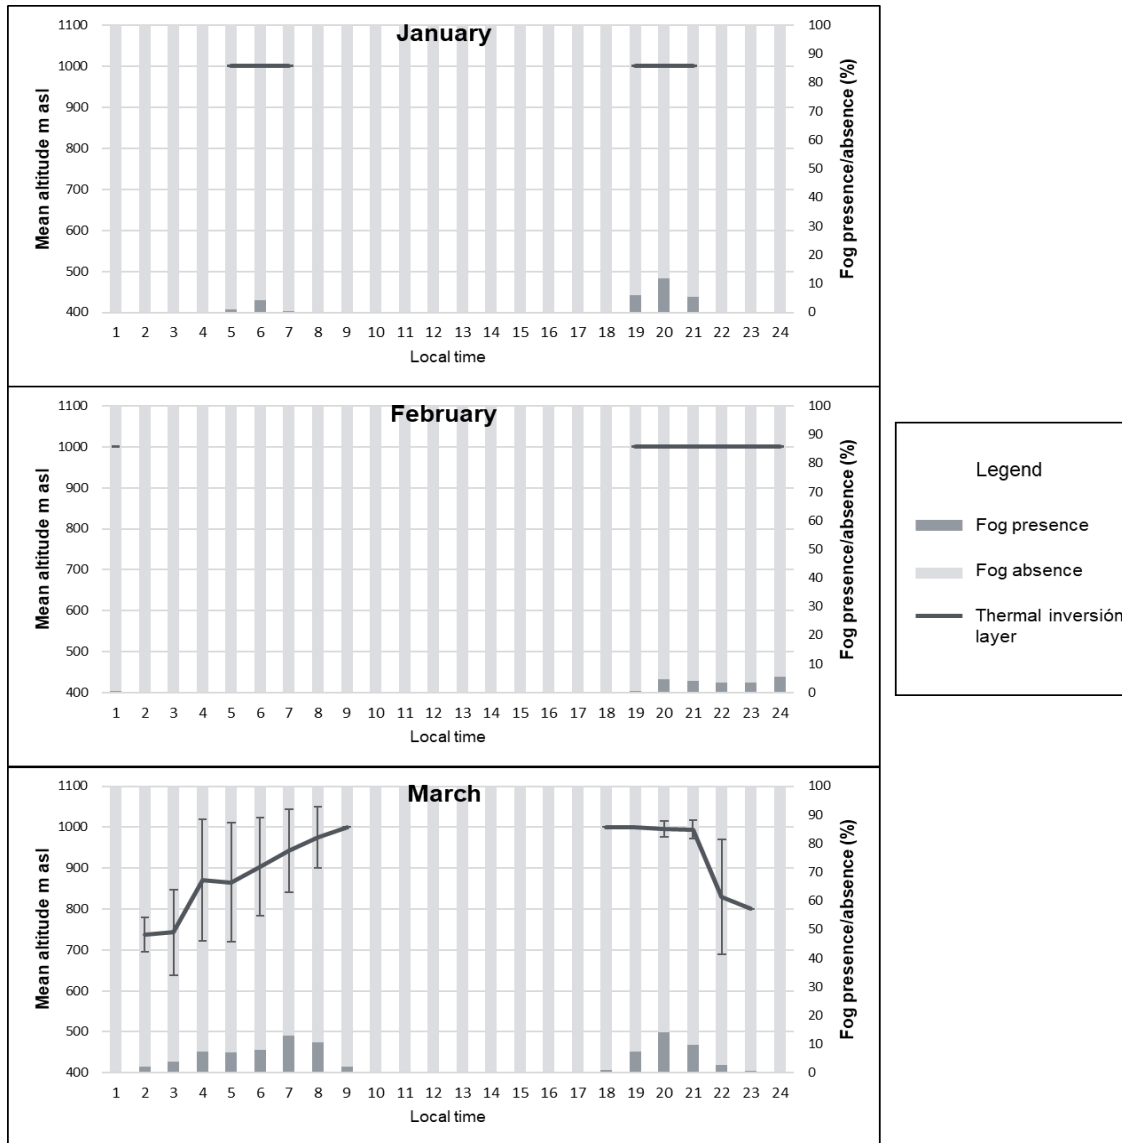 January
Mean altitude m asl
1100
1000
900
800
700
600
500
400
100
90
80
70
60
50
40
30
20
10
0
Fog presence/absence (%)
1 2 3 4 5 6 7 8 9 10 11 12 13 14 15 16 17 18 19 20 21 22 23 24
Local time
February
Mean altitude m asl
1100
1000
900
800
700
600
500
400
100
90
80
70
60
50
40
30
20
10
0
Fog presence/absence (%)
1 2 3 4 5 6 7 8 9 10 11 12 13 14 15 16 17 18 19 20 21 22 23 24
Local time
March
Mean altitude m asl
1100
1000
900
800
700
600
500
400
100
90
80
70
60
50
40
30
20
10
0
Fog presence/absence (%)
1 2 3 4 5 6 7 8 9 10 11 12 13 14 15 16 17 18 19 20 21 22 23 24
Local time
Legend
Fog presence
Fog absence
Thermal inversión
layer